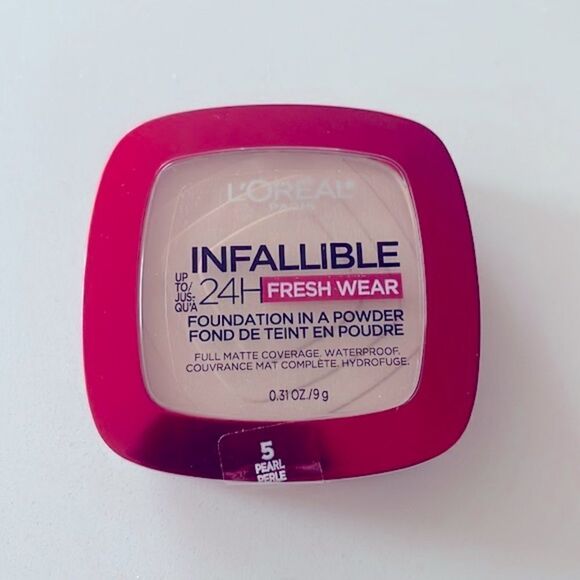 L'ORÉAL
PARIS
INFALLIBLE
UP TO/ JUS- QU'À
24H FRESH WEAR
FOUNDATION IN A POWDER
FOND DE TEINT EN POUDRE
FULL MATTE COVERAGE. WATERPROOF.
COUVRANCE MAT COMPLÈTE. HYDROFUGE.
0.31 OZ./9 g
5
PEARL
PERLE